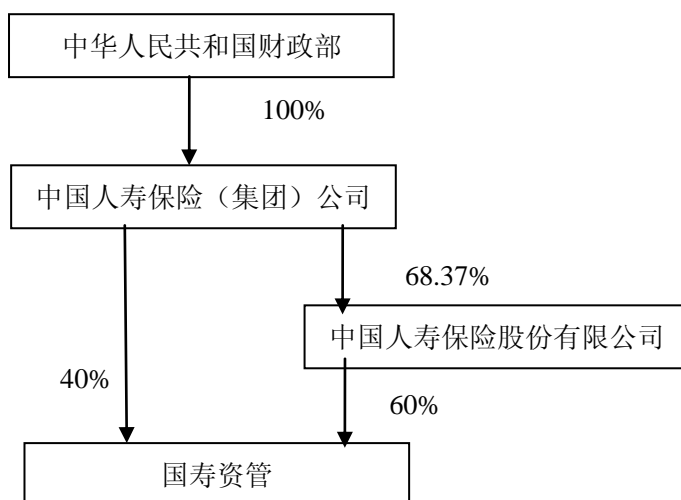 中华人民共和国财政部
100%
中国人寿保险（集团）公司
68.37%
中国人寿保险股份有限公司
40%
60%
国寿资管